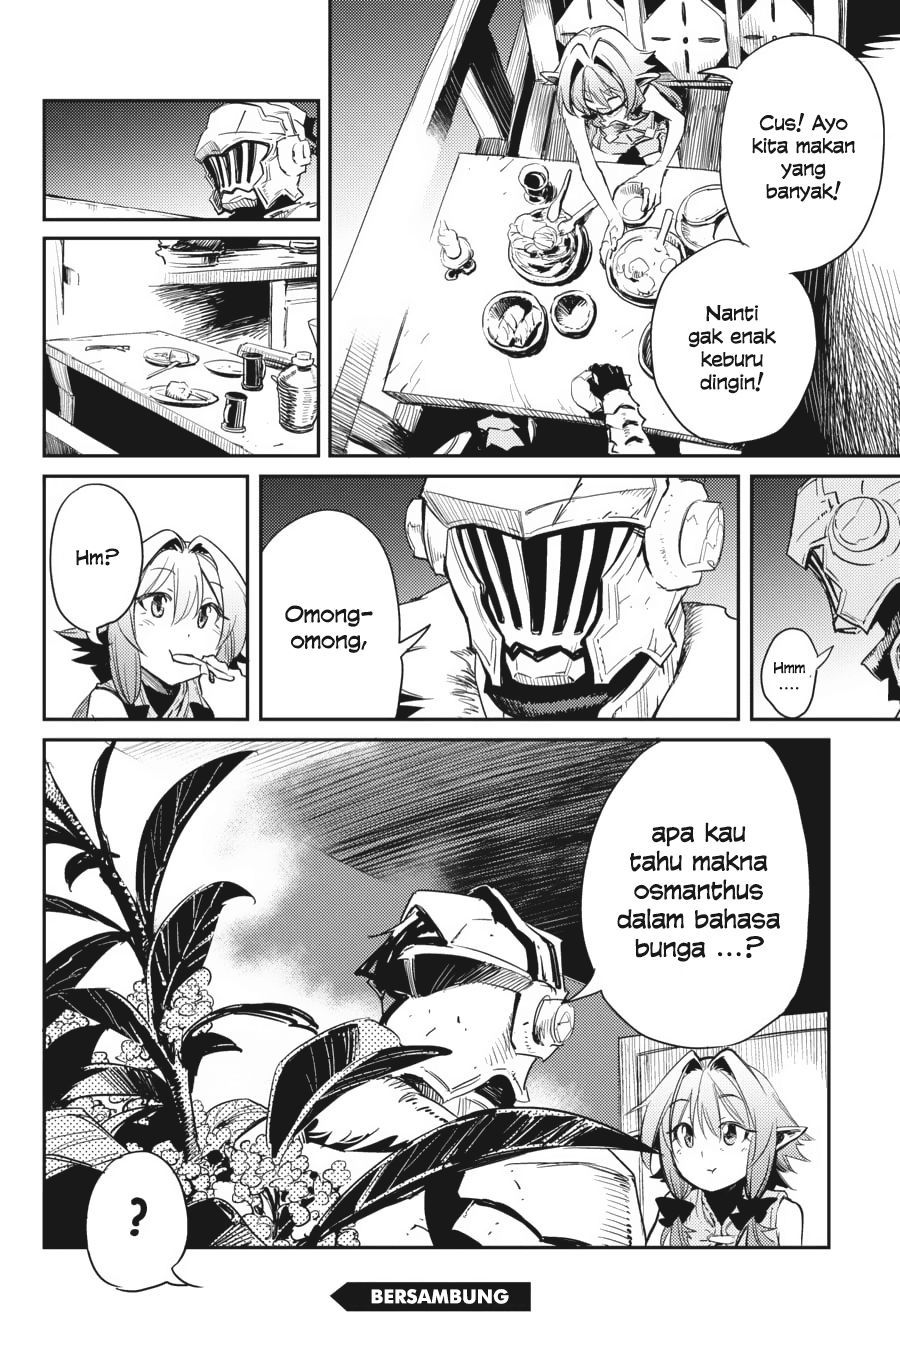 Cus! Ayo
kita makan
yang
banyak!
Nanti
gak enak
keburu
dingin!
Hmm
....
Omong-
omong,
Hm?
apa kau
tahu makna
osmanthus
dalam bahasa
bunga ...?
?
BERSAMBUNG